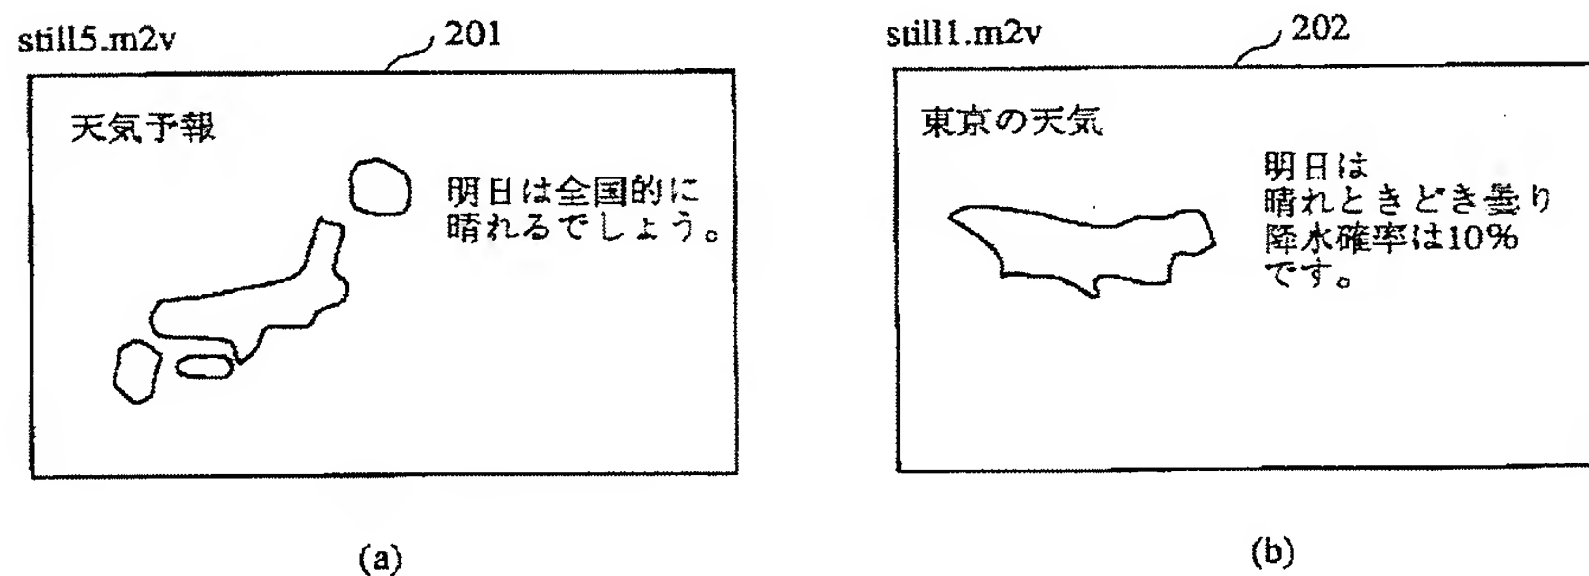 still5.m2v
201
天気予報
明日は全国的に
晴れるでしょう。
(a)
still1.m2v
202
東京の天気
明日は
晴れときどき曇り
降水確率は10%
です。
(b)